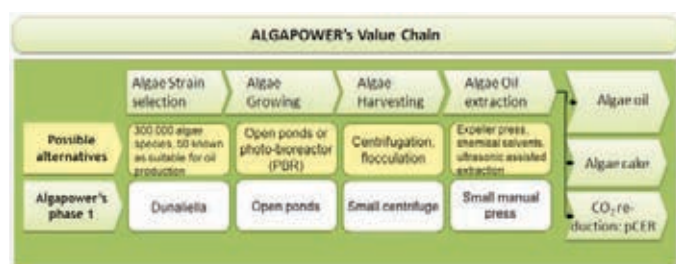 ALGAPOWER's Value Chain
Algae Strain
selection
Algae
Growing
Algae
Harvesting
Algae Oil
extraction
Algae oil
Algae cake
CO₂ re-
duction: pCER
Possible
alternatives
300.000 algae
species, 50 known
as suitable for oil
production
Open ponds or
photo-bioreactor
(PBR)
Centrifugation,
flocculation
Expeller press,
chemical solvents,
ultrasonic assisted
extraction
Algapower's
phase 1
Dunaliella
Open ponds
Small centrifuge
Small manual
press